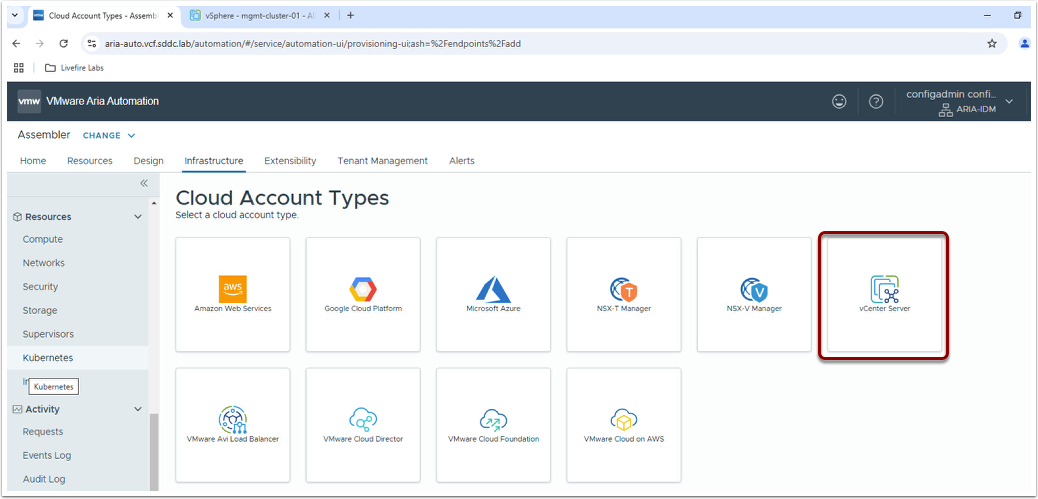 Cloud Account Types - Assembl
vSphere - mgmt-cluster-01 - A
aria-auto.vcf.sddc.lab/automation/#/service/automation-ui/provisioning-ui;ash=%2Fendpoints%2Fadd
Livefire Labs
vmw VMware Aria Automation
configadmin confi...
ARIA-IDM
Assembler CHANGE
Home Resources Design Infrastructure Extensibility Tenant Management Alerts
Cloud Account Types
Select a cloud account type.
Resources
Compute
Networks
Security
Storage
Supervisors
Kubernetes
Kubernetes
Activity
Requests
Events Log
Audit Log
aws
Amazon Web Services
Google Cloud Platform
Microsoft Azure
T
NSX-T Manager
V
NSX-V Manager
vCenter Server
VMware Avi Load Balancer
VMware Cloud Director
VMware Cloud Foundation
VMware Cloud on AWS